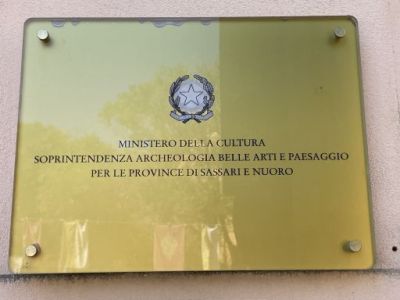 MINISTERO DELLA CULTURA
SOPRINTENDENZA ARCHEOLOGIA BELLE ARTI E PAESAGGIO
PER LE PROVINCE DI SASSARI E NUORO